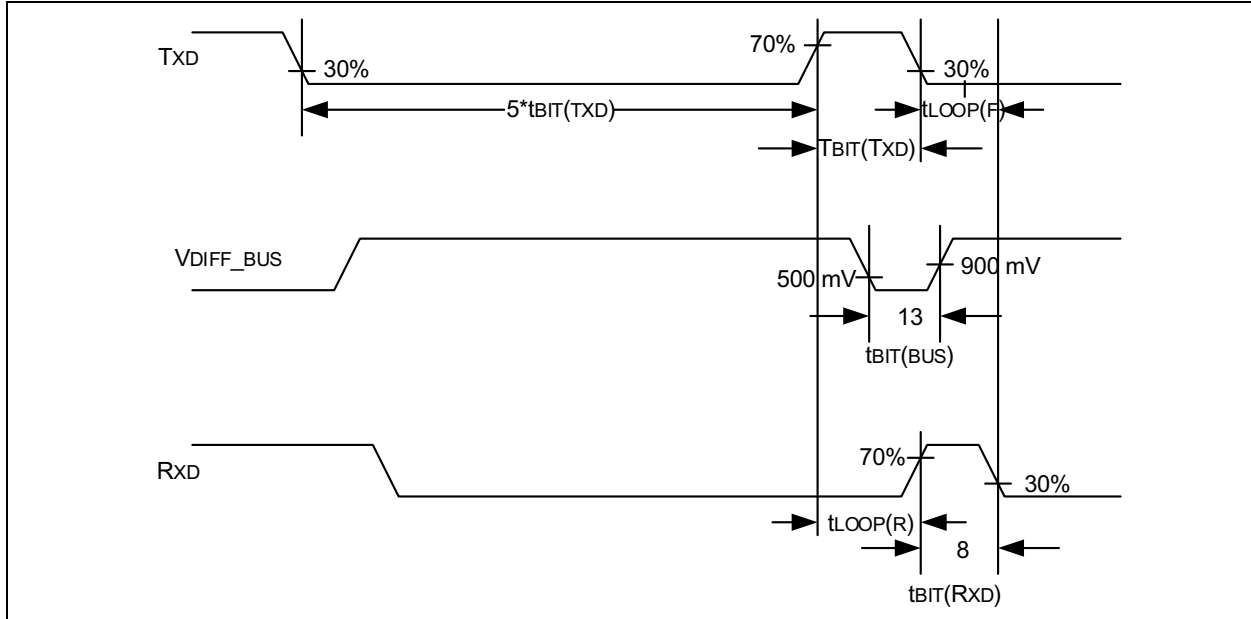 TXD
30%
70%
30%
5*tBIT(TXD)
tLOOP(F)
TBIT(TXD)
VDIFF_BUS
500 mV
900 mV
13
tBIT(BUS)
RXD
70%
30%
tLOOP(R)
8
tBIT(RXD)